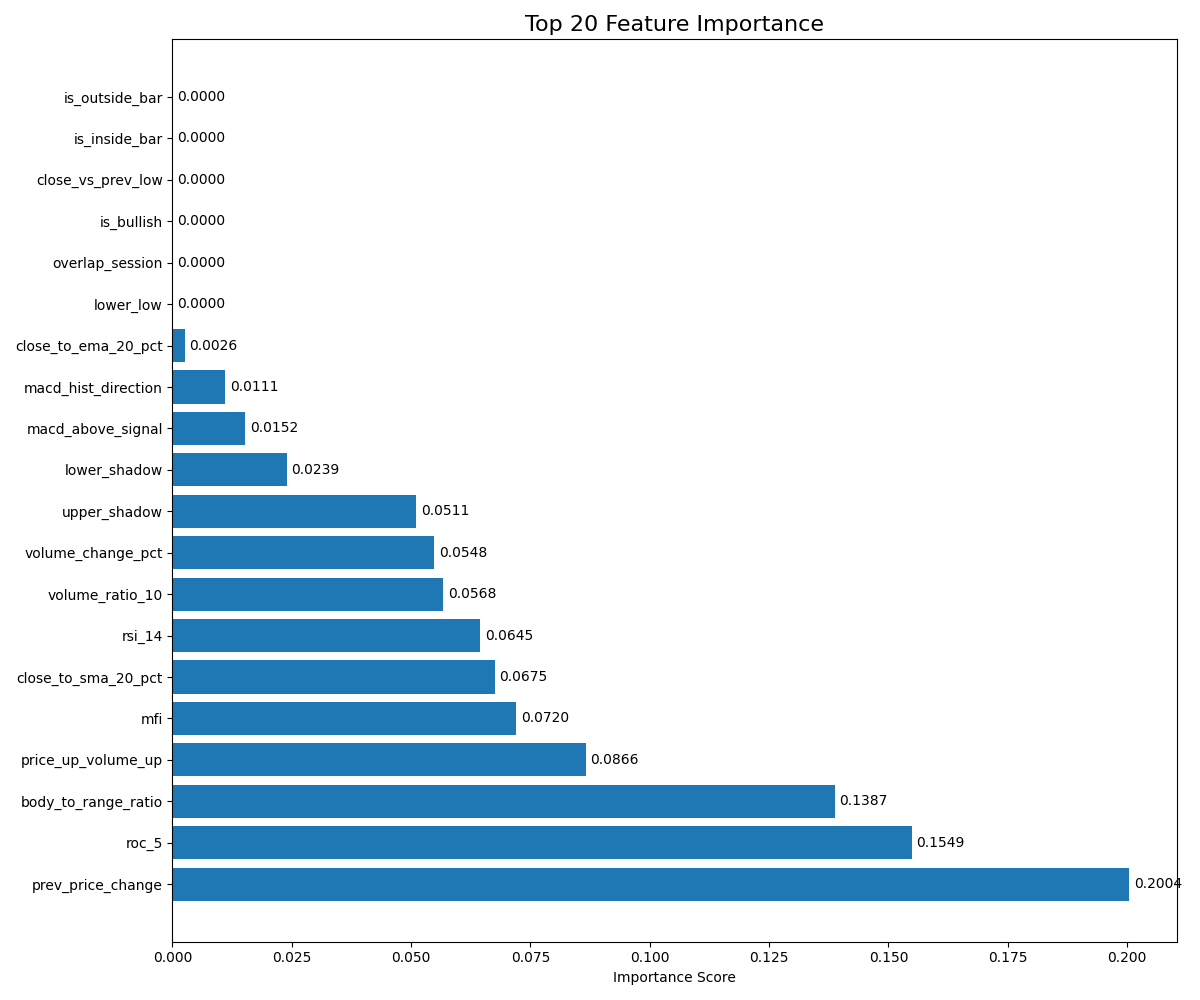 Top 20 Feature Importance
is_outside_bar 0.0000
is_inside_bar 0.0000
close_vs_prev_low 0.0000
is_bullish 0.0000
overlap_session 0.0000
lower_low 0.0000
close_to_ema_20_pct 0.0026
macd_hist_direction 0.0111
macd_above_signal 0.0152
lower_shadow 0.0239
upper_shadow 0.0511
volume_change_pct 0.0548
volume_ratio_10 0.0568
rsi_14 0.0645
close_to_sma_20_pct 0.0675
mfi 0.0720
price_up_volume_up 0.0866
body_to_range_ratio 0.1387
roc_5 0.1549
prev_price_change 0.2004
0.000 0.025 0.050 0.075 0.100 0.125 0.150 0.175 0.200
Importance Score